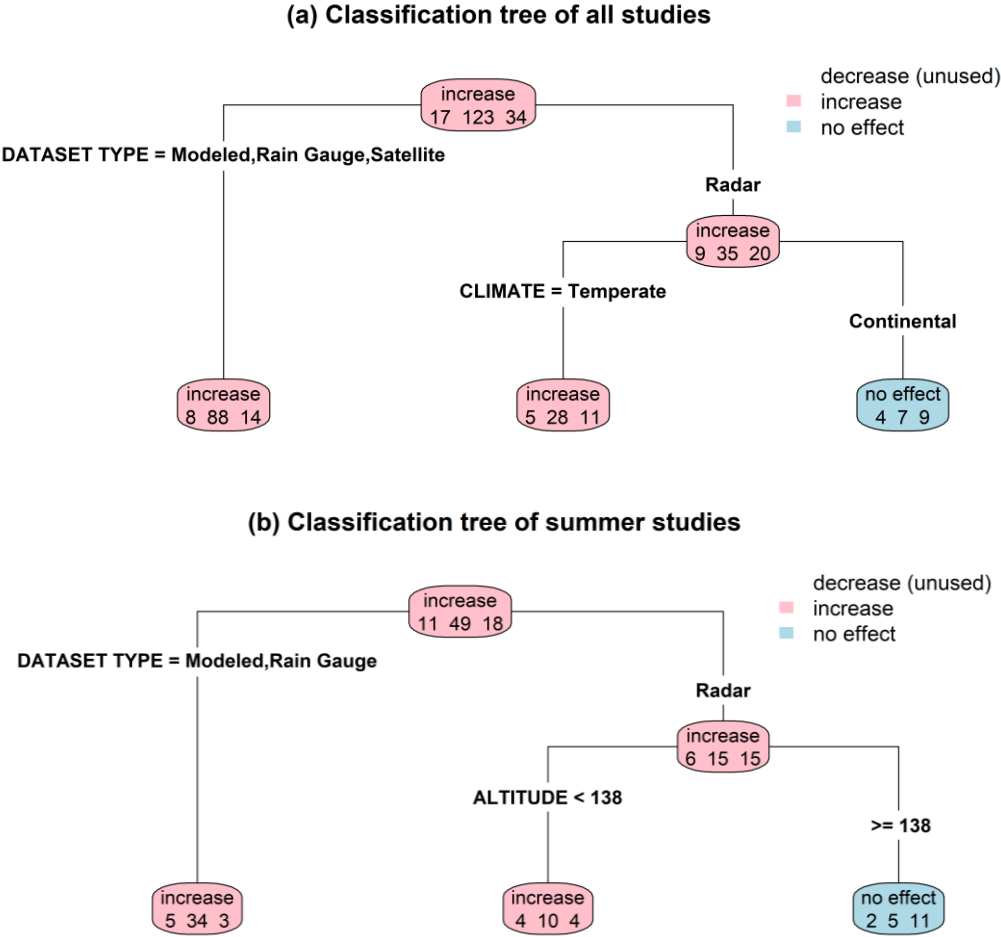 (a) Classification tree of all studies
decrease (unused)
increase
no effect
increase
17 123 34
DATASET TYPE = Modeled,Rain Gauge,Satellite
Radar
increase
9 35 20
CLIMATE = Temperate
Continental
increase
8 88 14
increase
5 28 11
no effect
4 7 9
(b) Classification tree of summer studies
decrease (unused)
increase
no effect
increase
11 49 18
DATASET TYPE = Modeled,Rain Gauge
Radar
increase
6 15 15
ALTITUDE < 138
>= 138
increase
5 34 3
increase
4 10 4
no effect
2 5 11